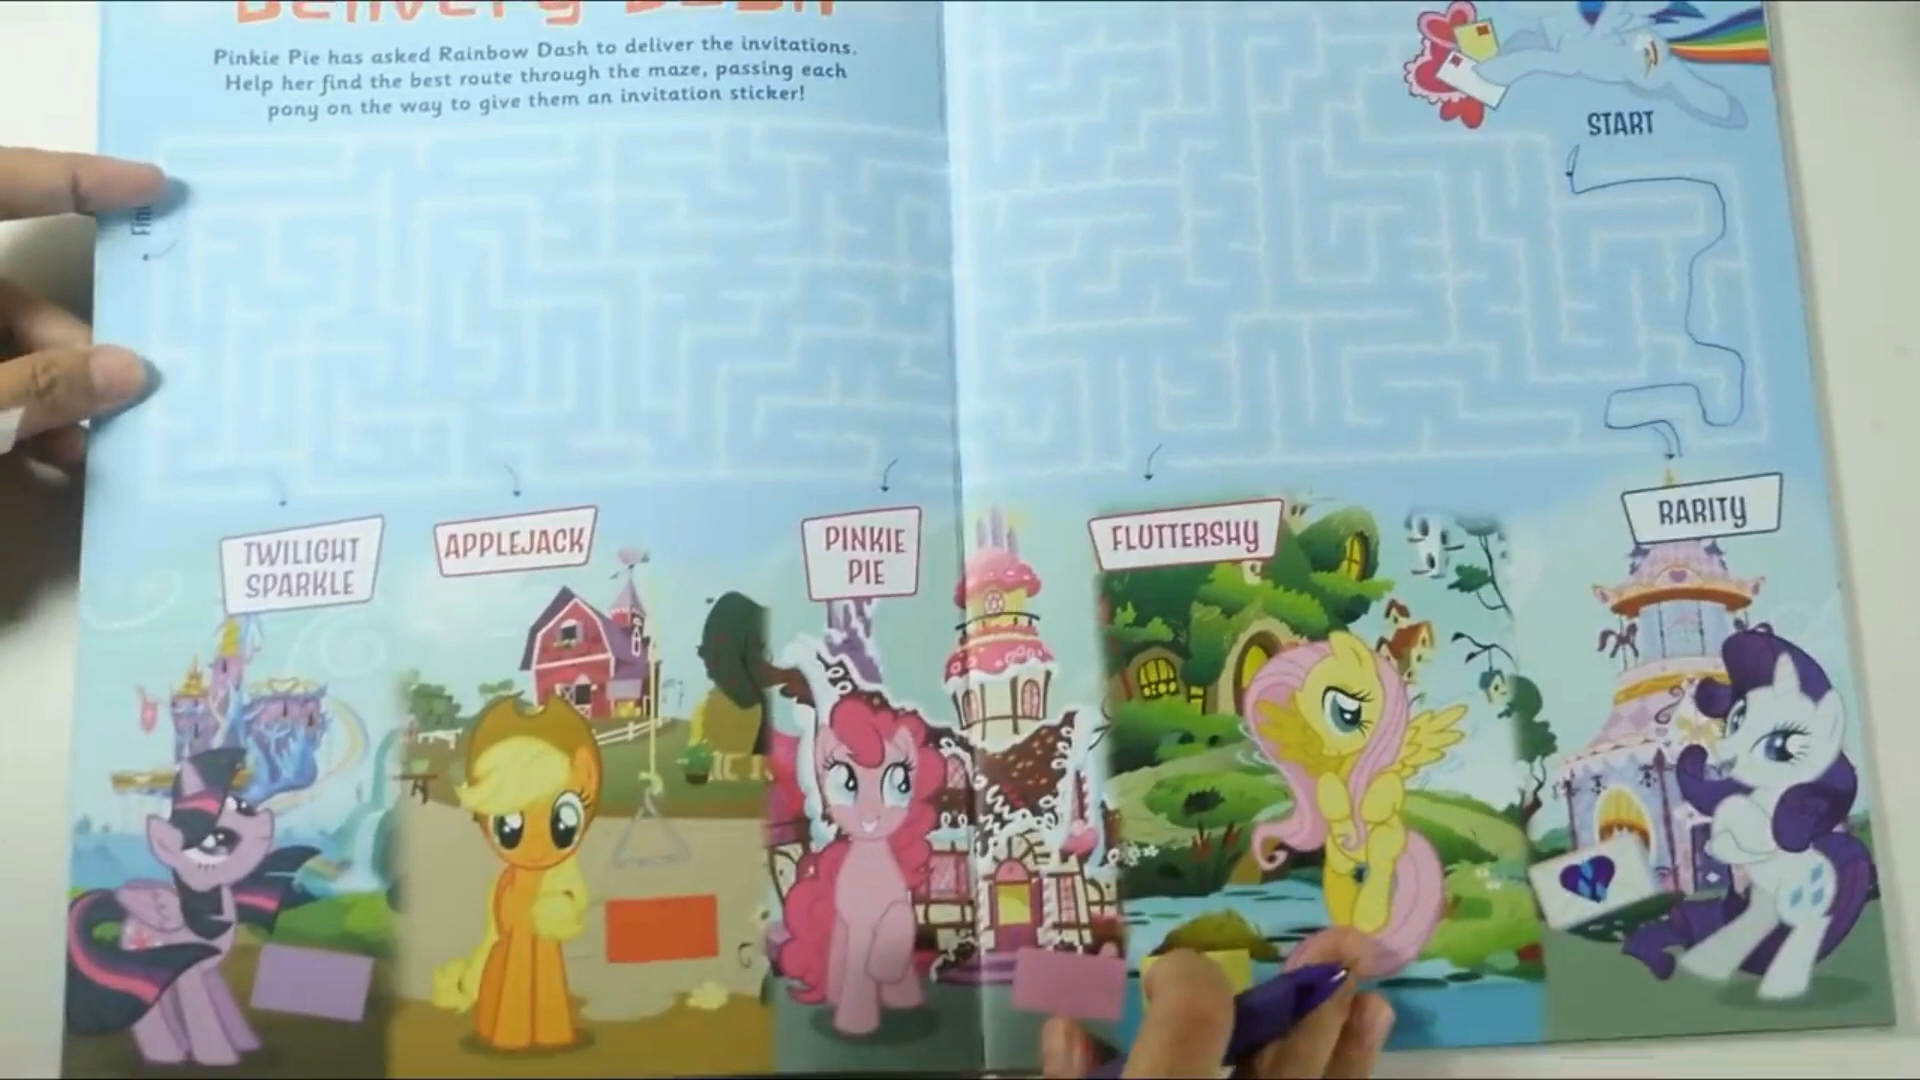 Delivery Dash
Pinkie Pie has asked Rainbow Dash to deliver the invitations.
Help her find the best route through the maze, passing each
pony on the way to give them an invitation sticker!
START
TWILIGHT
SPARKLE
APPLEJACK
PINKIE
PIE
FLUTTERSHY
RARITY